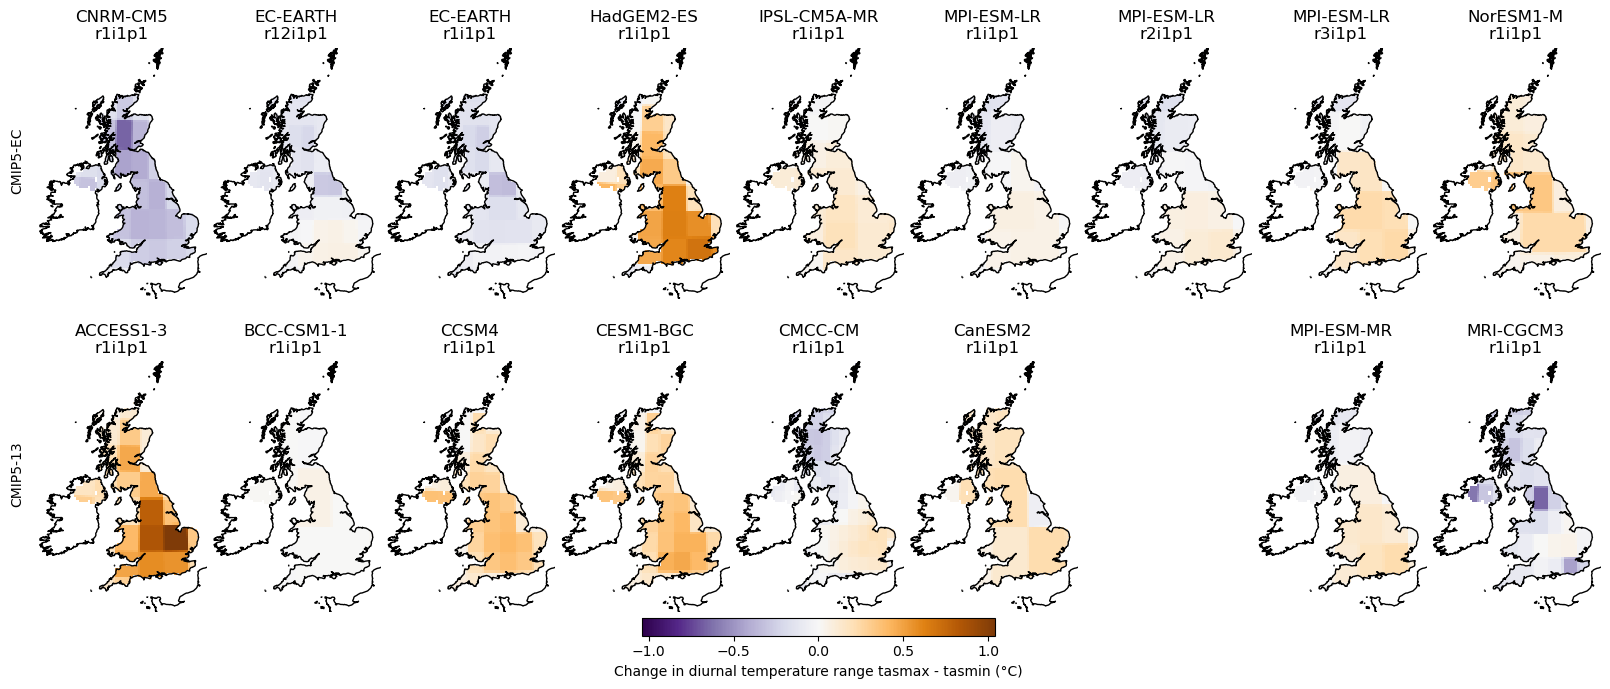 CNRM-CM5
r1i1p1
EC-EARTH
r12i1p1
EC-EARTH
r1i1p1
HadGEM2-ES
r1i1p1
IPSL-CM5A-MR
r1i1p1
MPI-ESM-LR
r1i1p1
MPI-ESM-LR
r2i1p1
MPI-ESM-LR
r3i1p1
NorESM1-M
r1i1p1
CMIP5-EC
ACCESS1-3
r1i1p1
BCC-CSM1-1
r1i1p1
CCSM4
r1i1p1
CESM1-BGC
r1i1p1
CMCC-CM
r1i1p1
CanESM2
r1i1p1
MPI-ESM-MR
r1i1p1
MRI-CGCM3
r1i1p1
CMIP5-13
−1.0 −0.5 0.0 0.5 1.0
Change in diurnal temperature range tasmax - tasmin (°C)